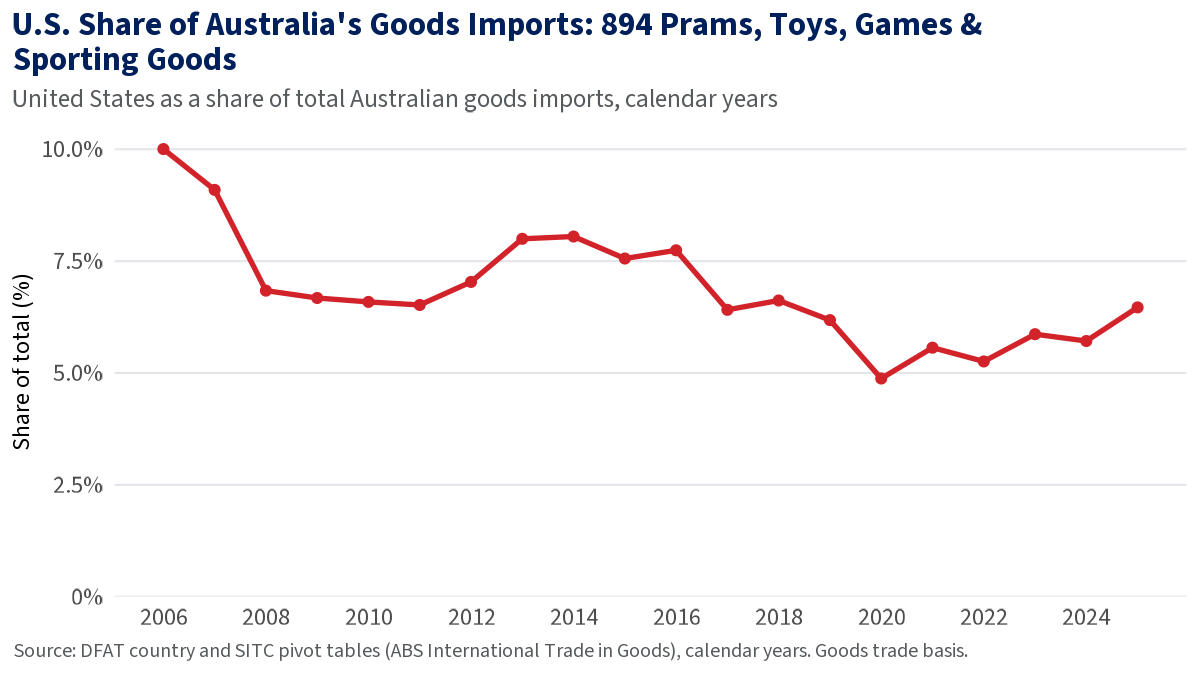 U.S. Share of Australia's Goods Imports: 894 Prams, Toys, Games &
Sporting Goods
United States as a share of total Australian goods imports, calendar years
Share of total (%)
10.0%
7.5%
5.0%
2.5%
0%
2006 2008 2010 2012 2014 2016 2018 2020 2022 2024
Source: DFAT country and SITC pivot tables (ABS International Trade in Goods), calendar years. Goods trade basis.